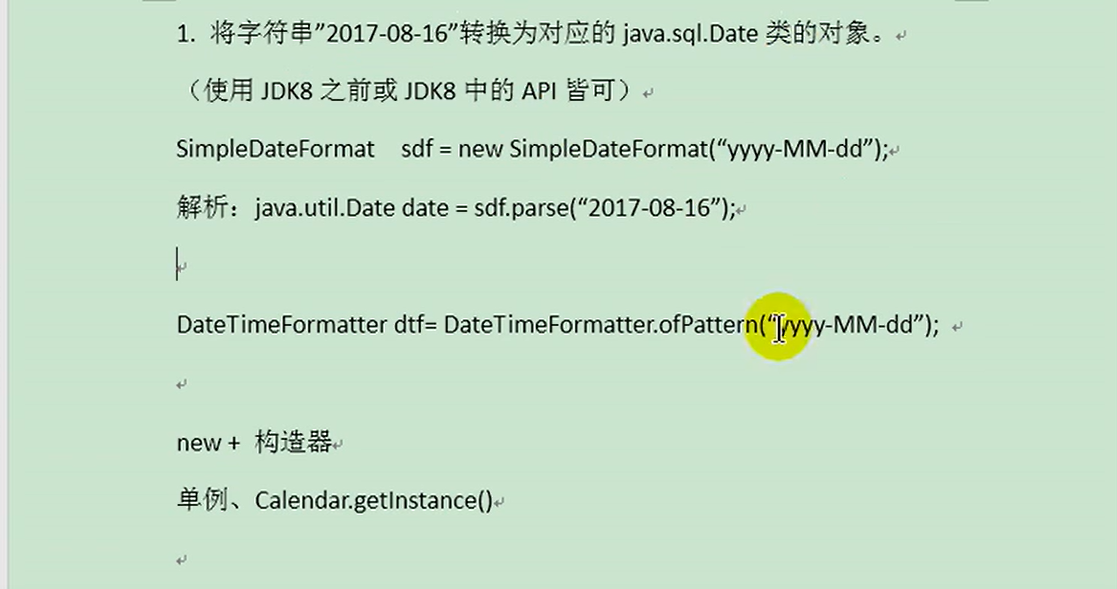 1. 将字符串”2017-08-16”转换为对应的 java.sql.Date 类的对象。
（使用 JDK8 之前或 JDK8 中的 API 皆可）
SimpleDateFormat sdf = new SimpleDateFormat(“yyyy-MM-dd”);
解析：java.util.Date date = sdf.parse(“2017-08-16”);
DateTimeFormatter dtf= DateTimeFormatter.ofPattern(“yyyy-MM-dd”);
new + 构造器
单例、Calendar.getInstance()